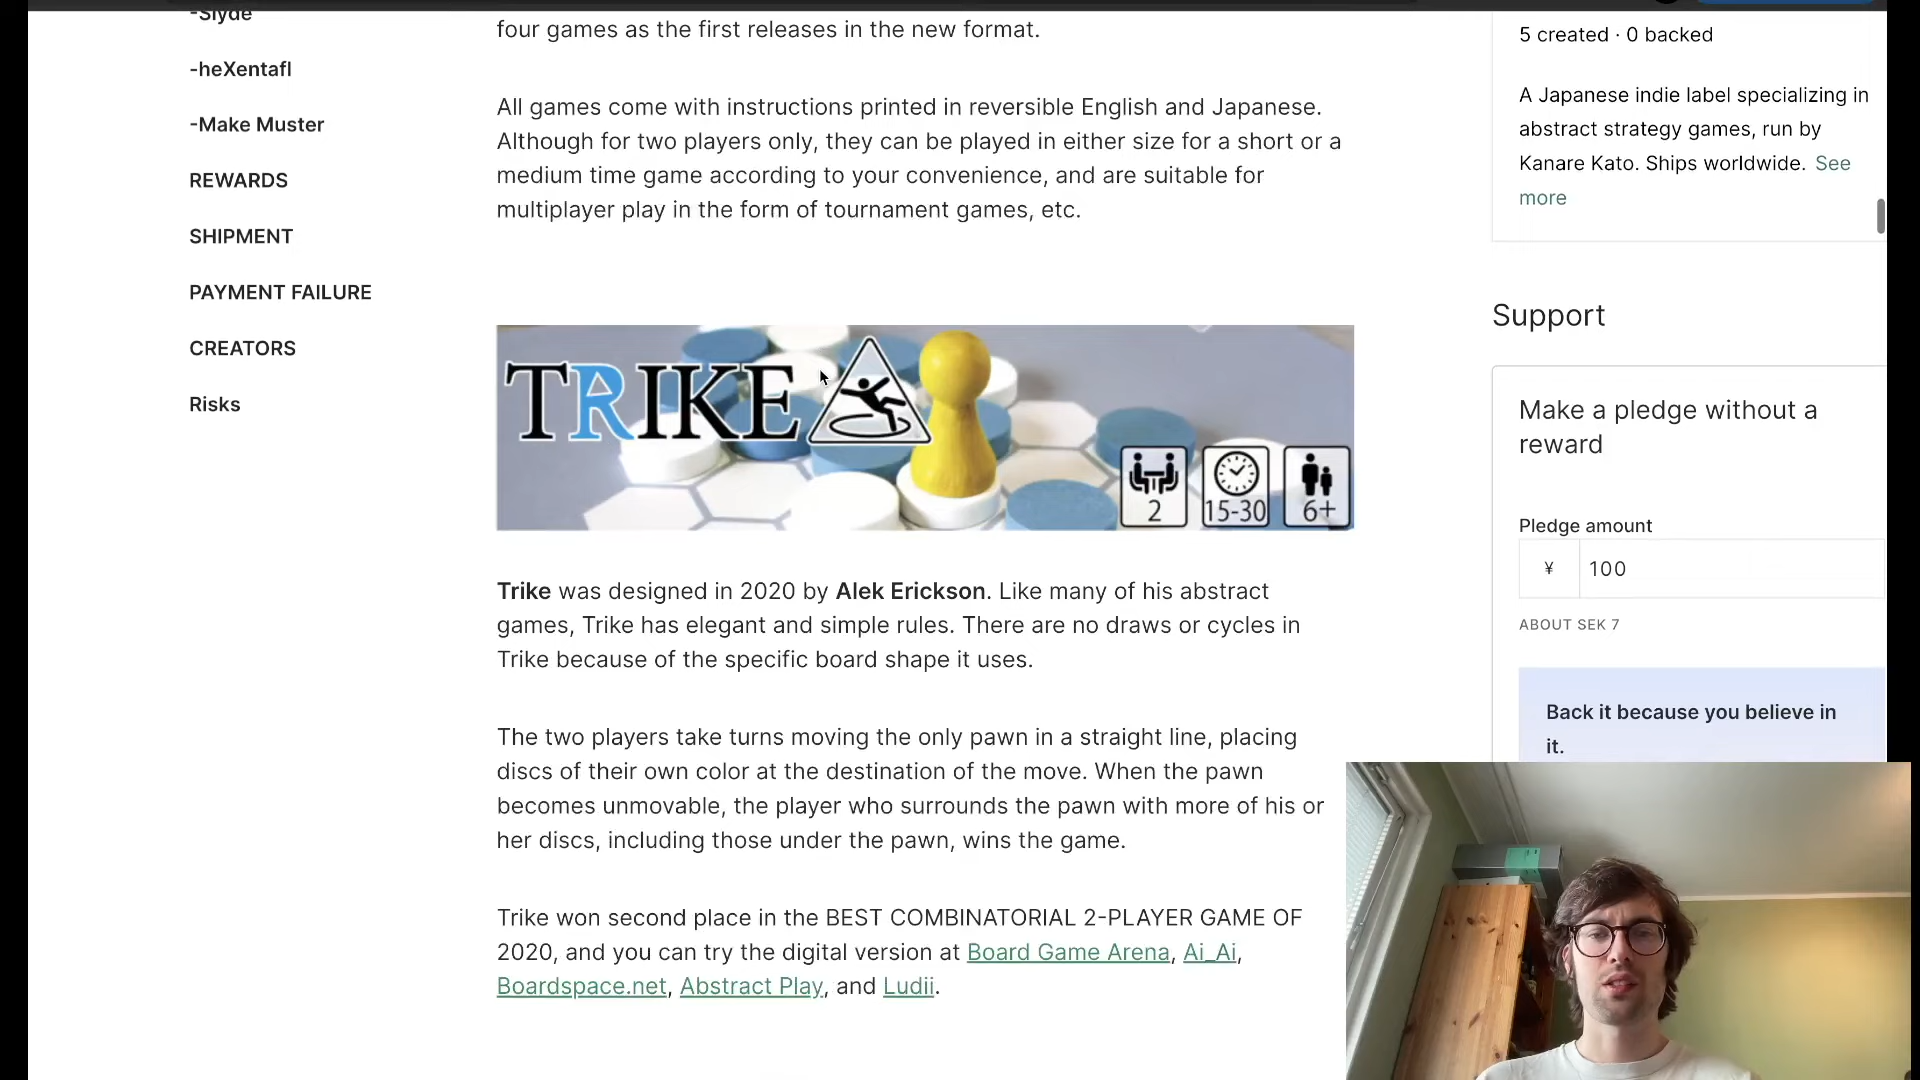 -Slyde
-heXentafl
-Make Muster
REWARDS
SHIPMENT
PAYMENT FAILURE
CREATORS
Risks
four games as the first releases in the new format.
All games come with instructions printed in reversible English and Japanese.
Although for two players only, they can be played in either size for a short or a
medium time game according to your convenience, and are suitable for
multiplayer play in the form of tournament games, etc.
TRIKE
2
15-30
6+
Trike was designed in 2020 by Alek Erickson. Like many of his abstract
games, Trike has elegant and simple rules. There are no draws or cycles in
Trike because of the specific board shape it uses.
The two players take turns moving the only pawn in a straight line, placing
discs of their own color at the destination of the move. When the pawn
becomes unmovable, the player who surrounds the pawn with more of his or
her discs, including those under the pawn, wins the game.
Trike won second place in the BEST COMBINATORIAL 2-PLAYER GAME OF
2020, and you can try the digital version at Board Game Arena, Ai_Ai,
Boardspace.net, Abstract Play, and Ludii.
5 created · 0 backed
A Japanese indie label specializing in
abstract strategy games, run by
Kanare Kato. Ships worldwide. See
more
Support
Make a pledge without a
reward
Pledge amount
¥ 100
ABOUT SEK 7
Back it because you believe in
it.